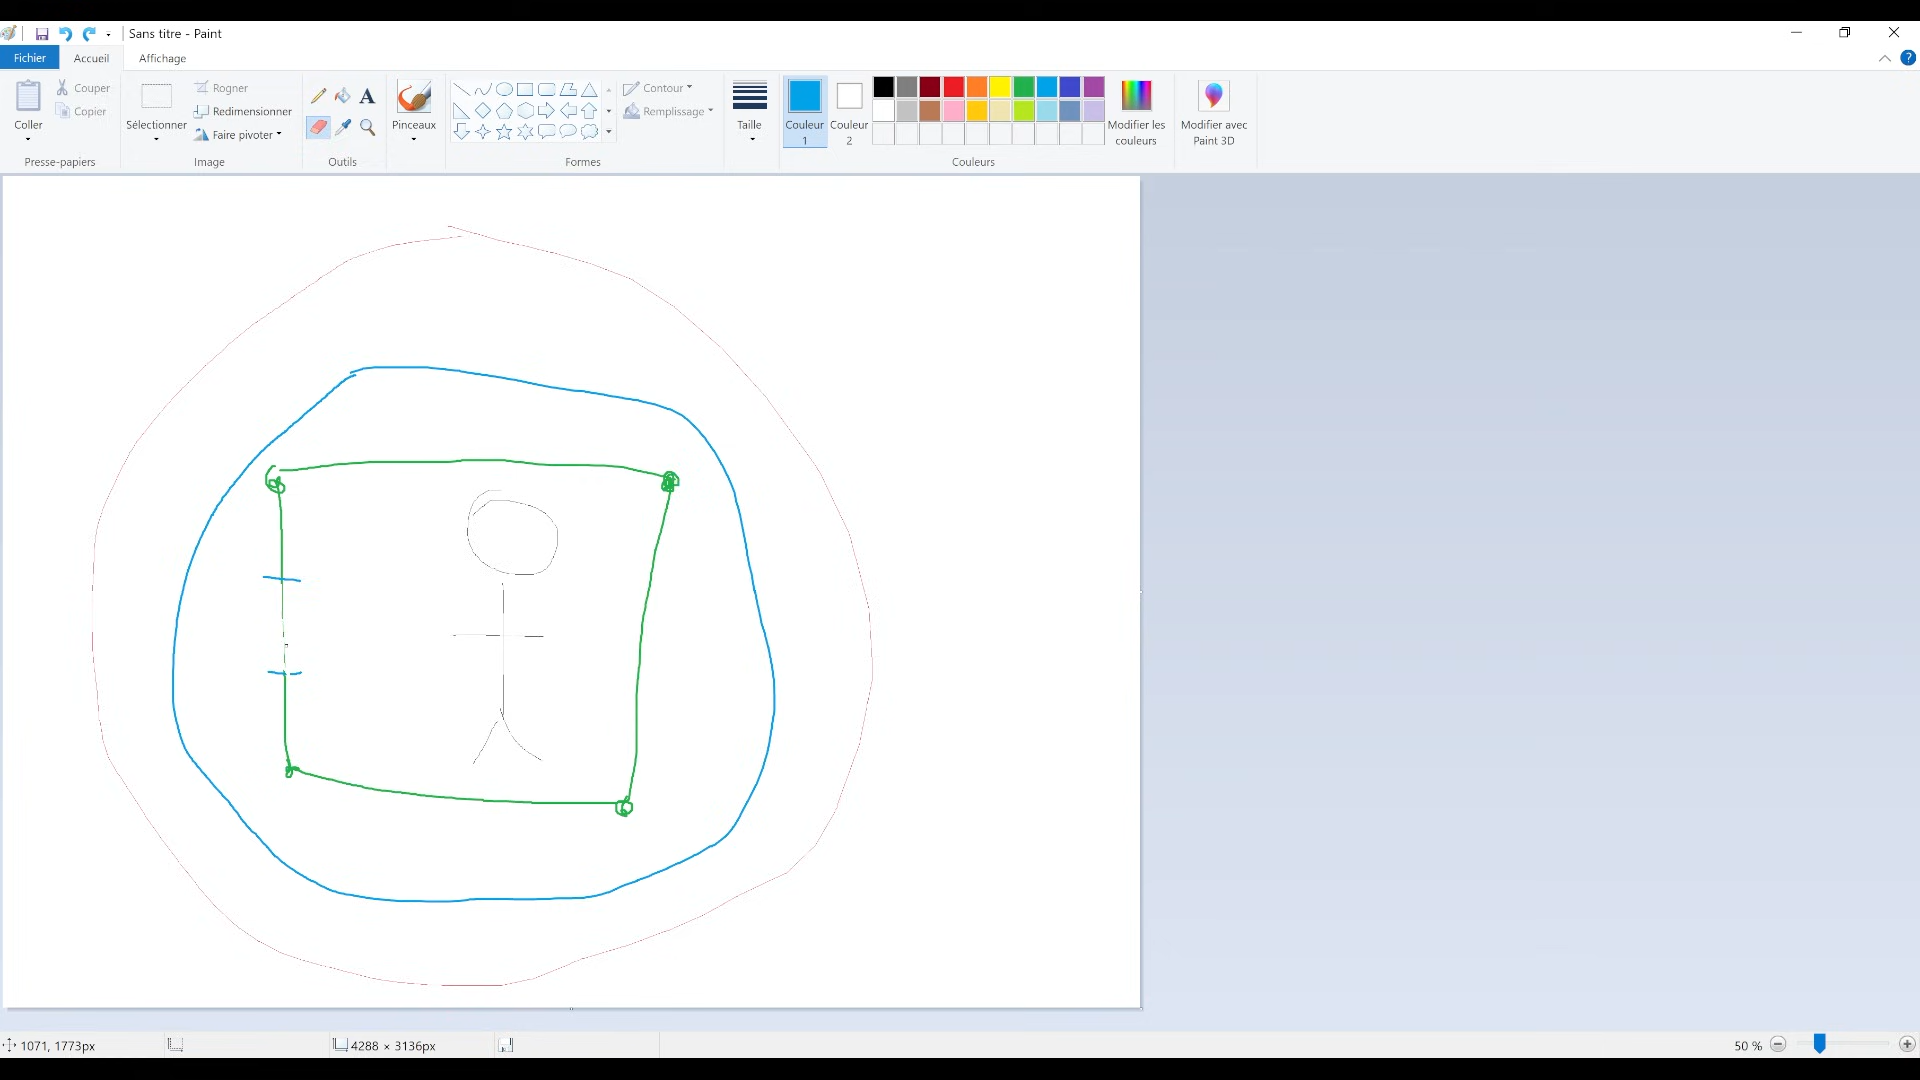 Sans titre - Paint
Fichier Accueil Affichage
Coller
Couper
Copier
Presse-papiers
Sélectionner
Rogner
Redimensionner
Faire pivoter
Image
A
Outils
Pinceaux
Contour
Remplissage
Formes
Taille
Couleur
1
Couleur
2
Modifier les
couleurs
Couleurs
Modifier avec
Paint 3D
?
1071, 1773px
4288 × 3136px
50 %